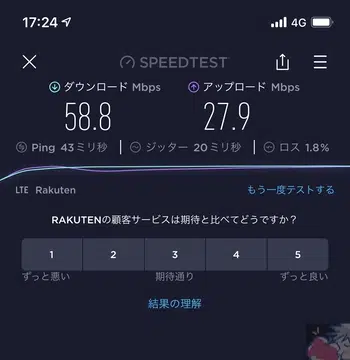 17:24
4G
SPEEDTEST
ダウンロード Mbps
アップロード Mbps
58.8
27.9
Ping 43ミリ秒
ジッター 20ミリ秒
ロス 1.8%
LTE Rakuten
もう一度テストする
RAKUTENの顧客サービスは期待と比べてどうですか？
1 2 3 4 5
ずっと悪い 期待通り ずっと良い
結果の理解